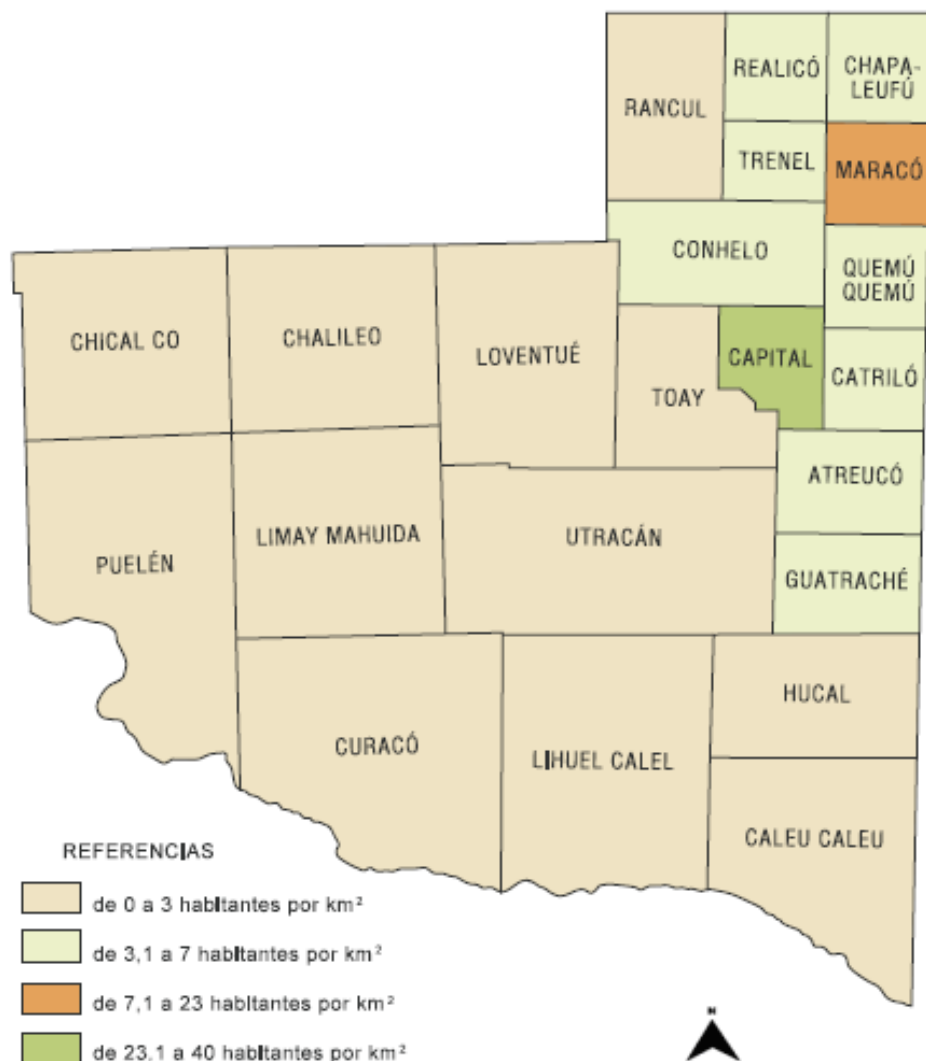 REALICÓ
CHAPA-
LEUFÚ
RANCUL
TRENEL
MARACÓ
CONHELO
QUEMÚ
QUEMÚ
CHICAL CO
CHALILEO
LOVENTUÉ
CAPITAL
TOAY
CATRILÓ
ATREUCÓ
PUELÉN
LIMAY MAHUIDA
UTRACÁN
GUATRACHÉ
HUCAL
CURACÓ
LIHUEL CALEL
CALEU CALEU
REFERENCIAS
de 0 a 3 habitantes por km²
de 3,1 a 7 habitantes por km²
de 7,1 a 23 habitantes por km²
de 23,1 a 40 habitantes por km²
N